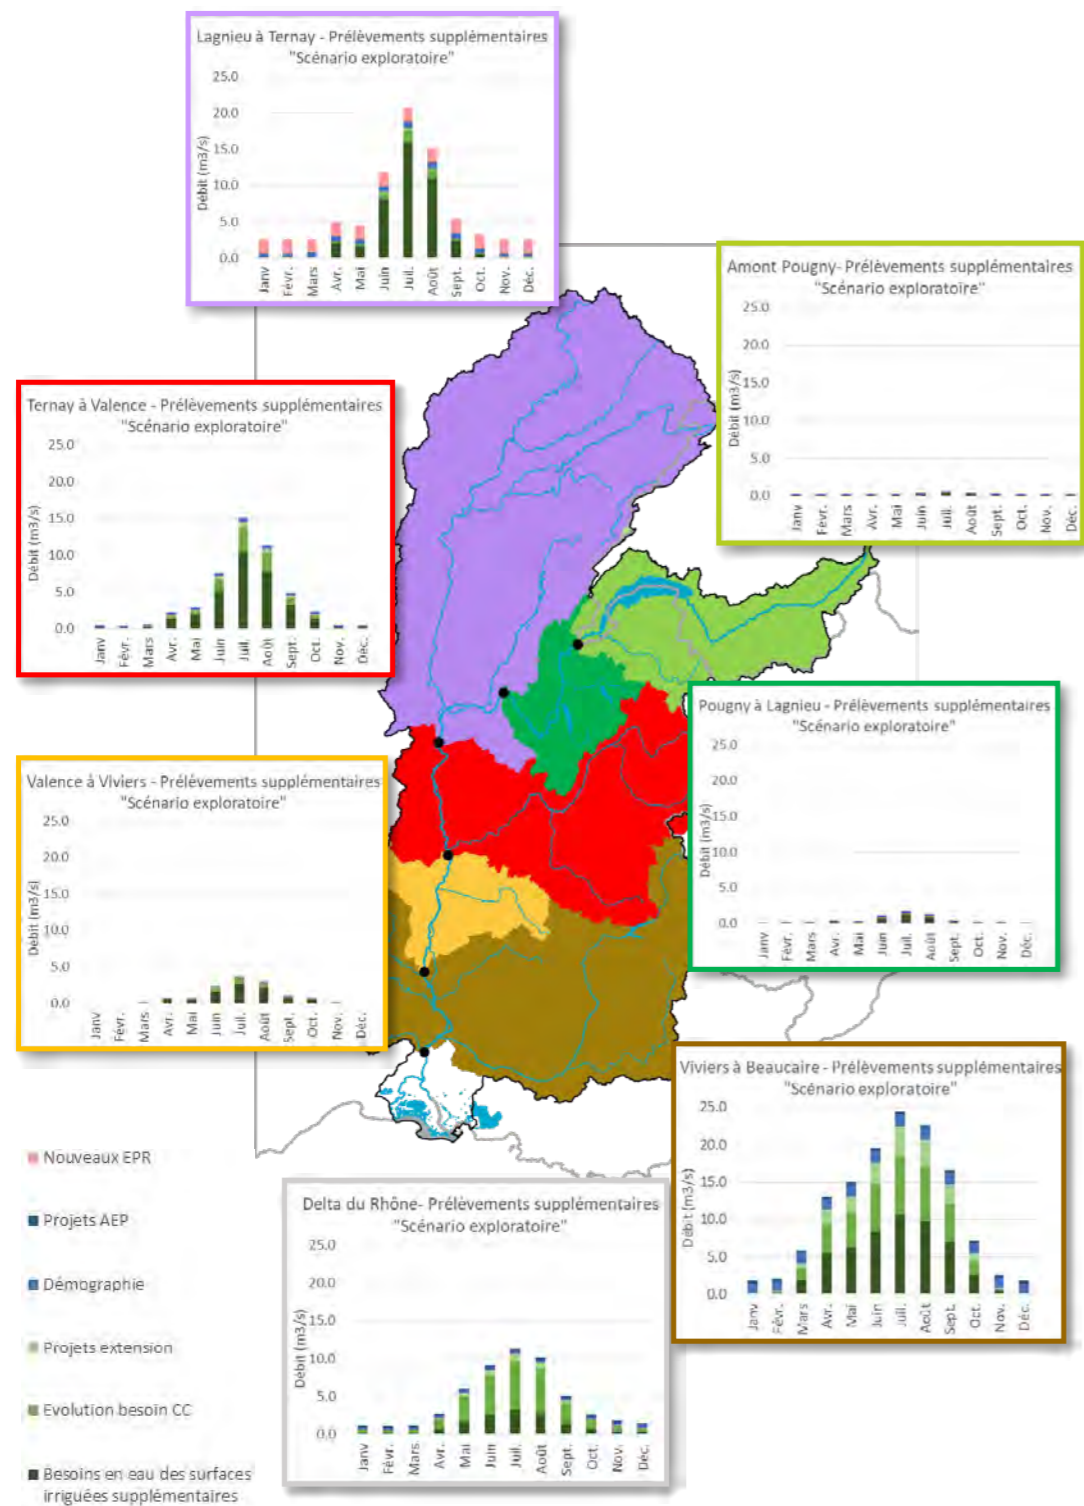 Lagnieu à Ternay - Prélèvements supplémentaires
"Scénario exploratoire"
Débit (m3/s)
25.0
20.0
15.0
10.0
5.0
0.0
Janv
Févr.
Mars
Avr.
Mai
Juin
Juil.
Août
Sept.
Oct.
Nov.
Déc.
Amont Pougny- Prélèvements supplémentaires
"Scénario exploratoire"
Débit (m3/s)
25.0
20.0
15.0
10.0
5.0
0.0
Janv
Févr.
Mars
Avr.
Mai
Juin
Juil.
Août
Sept.
Oct.
Nov.
Déc.
Ternay à Valence - Prélèvements supplémentaires
"Scénario exploratoire"
Débit (m3/s)
25.0
20.0
15.0
10.0
5.0
0.0
Janv
Févr.
Mars
Avr.
Mai
Juin
Juil.
Août
Sept.
Oct.
Nov.
Déc.
Pougny à Lagnieu - Prélèvements supplémentaires
"Scénario exploratoire"
Débit (m3/s)
25.0
20.0
15.0
10.0
5.0
0.0
Janv
Févr.
Mars
Avr.
Mai
Juin
Juil.
Août
Sept.
Oct.
Nov.
Déc.
Valence à Viviers - Prélèvements supplémentaires
"Scénario exploratoire"
Débit (m3/s)
25.0
20.0
15.0
10.0
5.0
0.0
Janv
Févr.
Mars
Avr.
Mai
Juin
Juil.
Août
Sept.
Oct.
Nov.
Déc.
Viviers à Beaucaire - Prélèvements supplémentaires
"Scénario exploratoire"
Débit (m3/s)
25.0
20.0
15.0
10.0
5.0
0.0
Janv
Févr.
Mars
Avr.
Mai
Juin
Juil.
Août
Sept.
Oct.
Nov.
Déc.
Delta du Rhône- Prélèvements supplémentaires
"Scénario exploratoire"
Débit (m3/s)
25.0
20.0
15.0
10.0
5.0
0.0
Janv
Févr.
Mars
Avr.
Mai
Juin
Juil.
Août
Sept.
Oct.
Nov.
Déc.
Nouveaux EPR
Projets AEP
Démographie
Projets extension
Evolution besoin CC
Besoins en eau des surfaces
irriguées supplémentaires